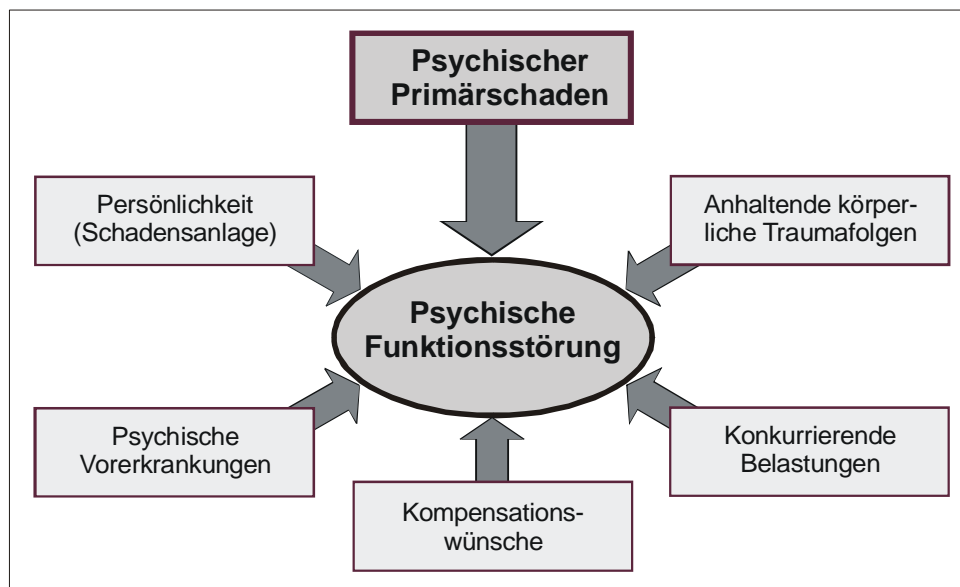 Psychischer
Primärschaden
Persönlichkeit
(Schadensanlage)
Anhaltende körper-
liche Traumafolgen
Psychische
Funktionsstörung
Psychische
Vorerkrankungen
Konkurrierende
Belastungen
Kompensations-
wünsche